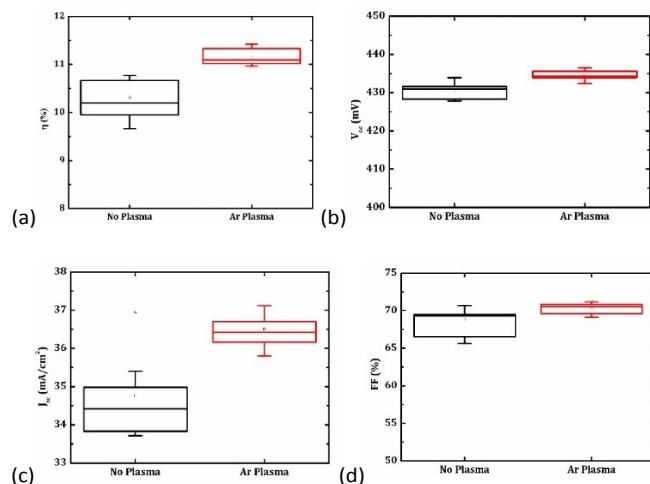 η (%)
12
11
10
9
8
No Plasma
Ar Plasma
(a)
V_oc (mV)
450
440
430
420
410
400
No Plasma
Ar Plasma
(b)
J_sc (mA/cm²)
38
37
36
35
34
33
No Plasma
Ar Plasma
(c)
FF (%)
75
70
65
60
55
50
No Plasma
Ar Plasma
(d)